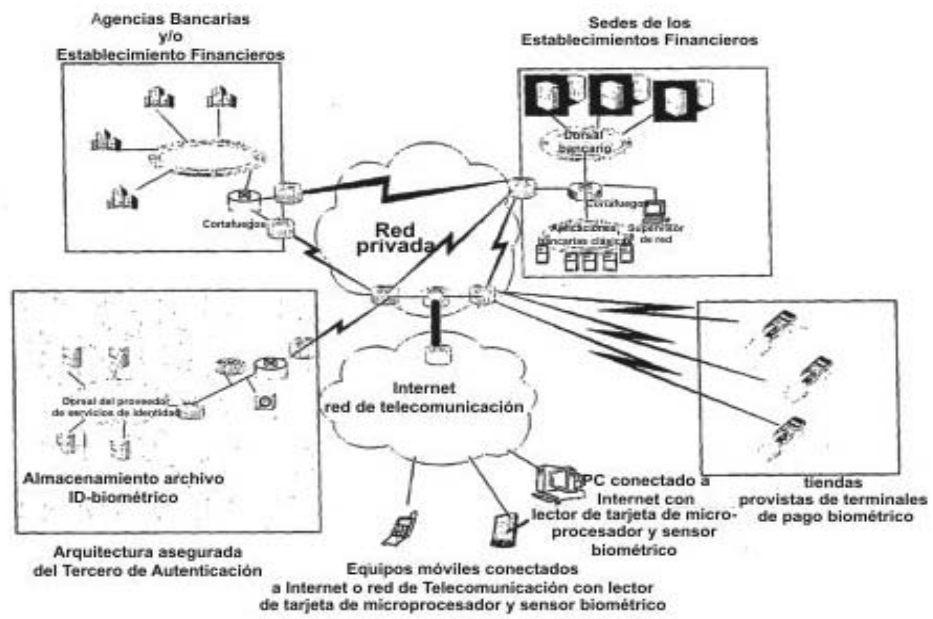 Agencias Bancarias
y/o
Establecimiento Financieros
Sedes de los
Establecimientos Financieros
Dorsal
bancario
Cortafuegos
Cortafuegos
Aplicaciones
bancarias clásicas
Supervisor
de red
Red
privada
Internet
red de telecomunicación
Dorsal del proveedor
de servicios de identidad
Almacenamiento archivo
ID-biométrico
Arquitectura asegurada
del Tercero de Autenticación
PC conectado a
Internet con
lector de tarjeta de micro-
procesador y sensor
biométrico
tiendas
provistas de terminales
de pago biométrico
Equipos móviles conectados
a Internet o red de Telecomunicación con lector
de tarjeta de microprocesador y sensor biométrico